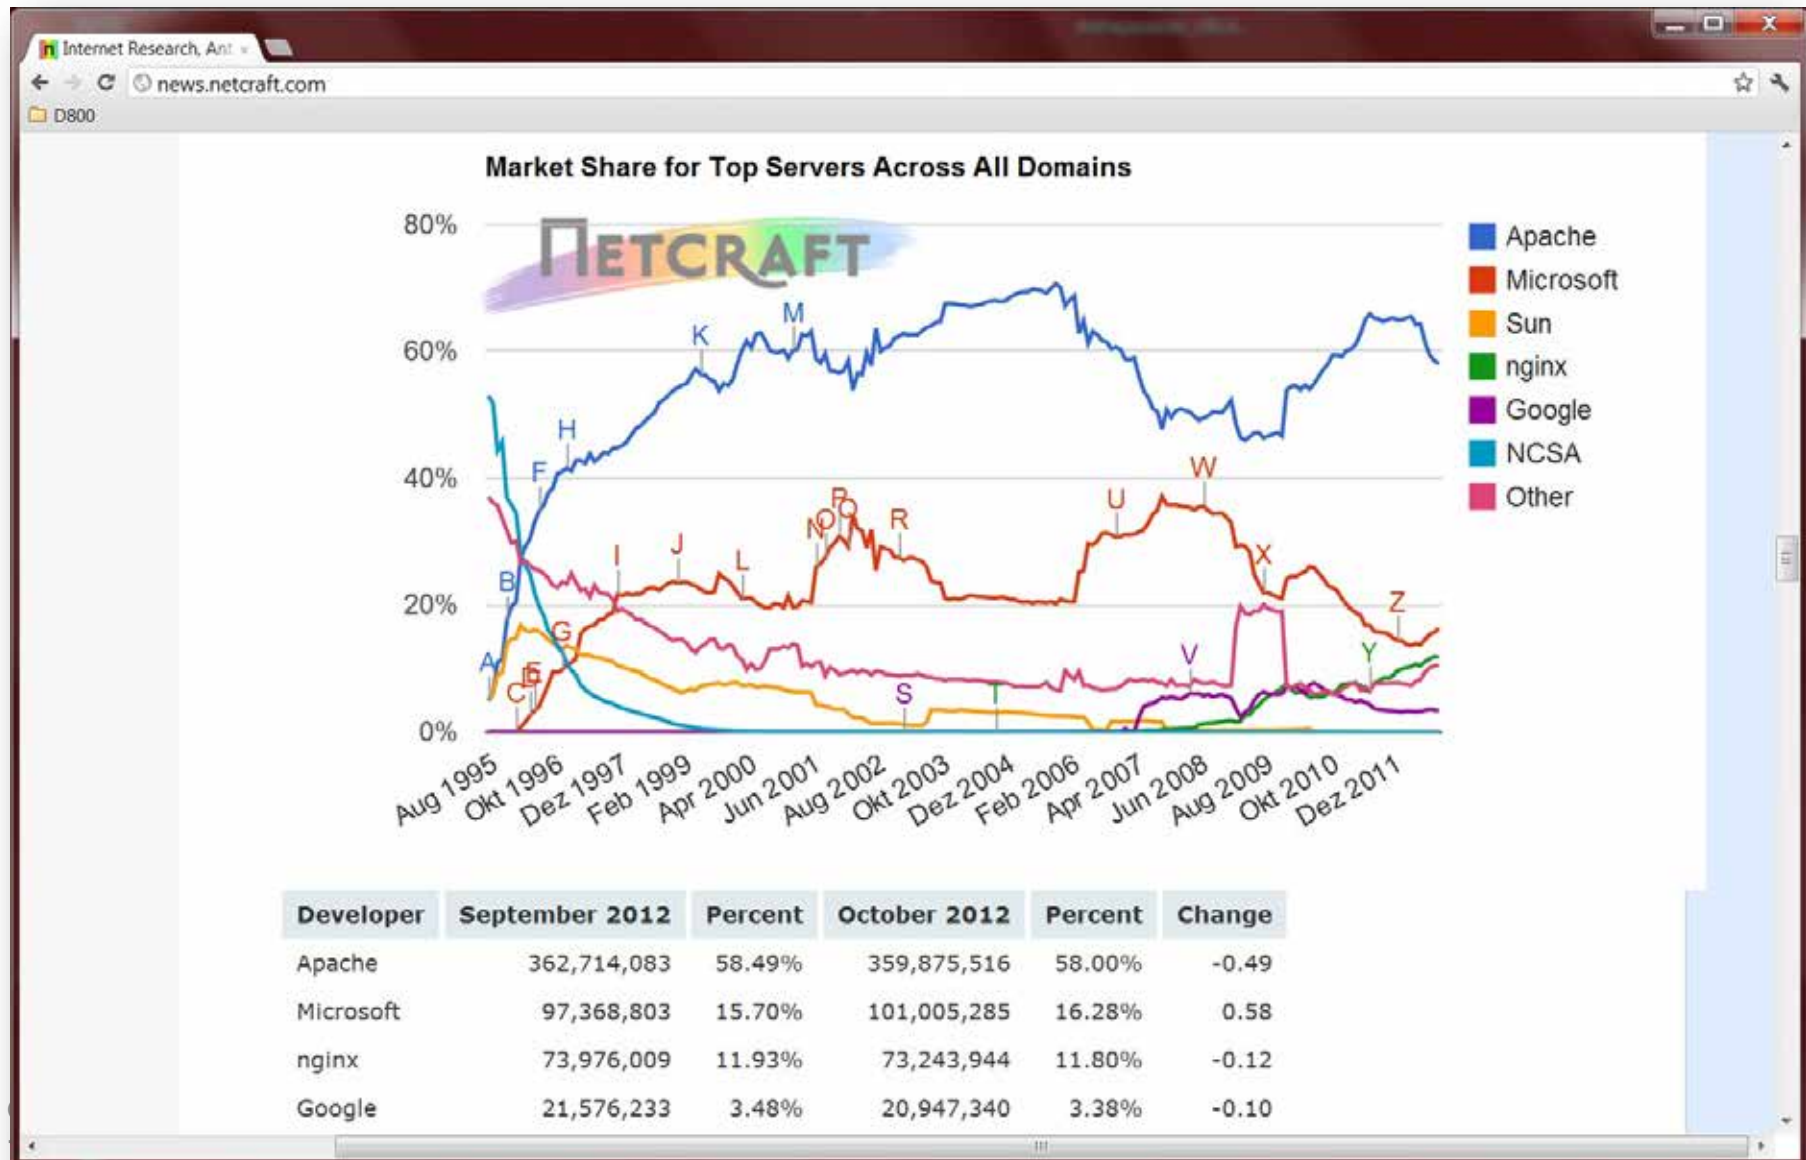 Internet Research, Ant
news.netcraft.com
D800
Market Share for Top Servers Across All Domains
NETCRAFT
80%
60%
40%
20%
0%
Apache
Microsoft
Sun
nginx
Google
NCSA
Other
A
B
C
D
E
F
G
H
I
J
K
L
M
N
O
P
Q
R
S
T
U
V
W
X
Y
Z
Aug 1995
Okt 1996
Dez 1997
Feb 1999
Apr 2000
Jun 2001
Aug 2002
Okt 2003
Dez 2004
Feb 2006
Apr 2007
Jun 2008
Aug 2009
Okt 2010
Dez 2011
Developer September 2012 Percent October 2012 Percent Change
Apache 362,714,083 58.49% 359,875,516 58.00% -0.49
Microsoft 97,368,803 15.70% 101,005,285 16.28% 0.58
nginx 73,976,009 11.93% 73,243,944 11.80% -0.12
Google 21,576,233 3.48% 20,947,340 3.38% -0.10